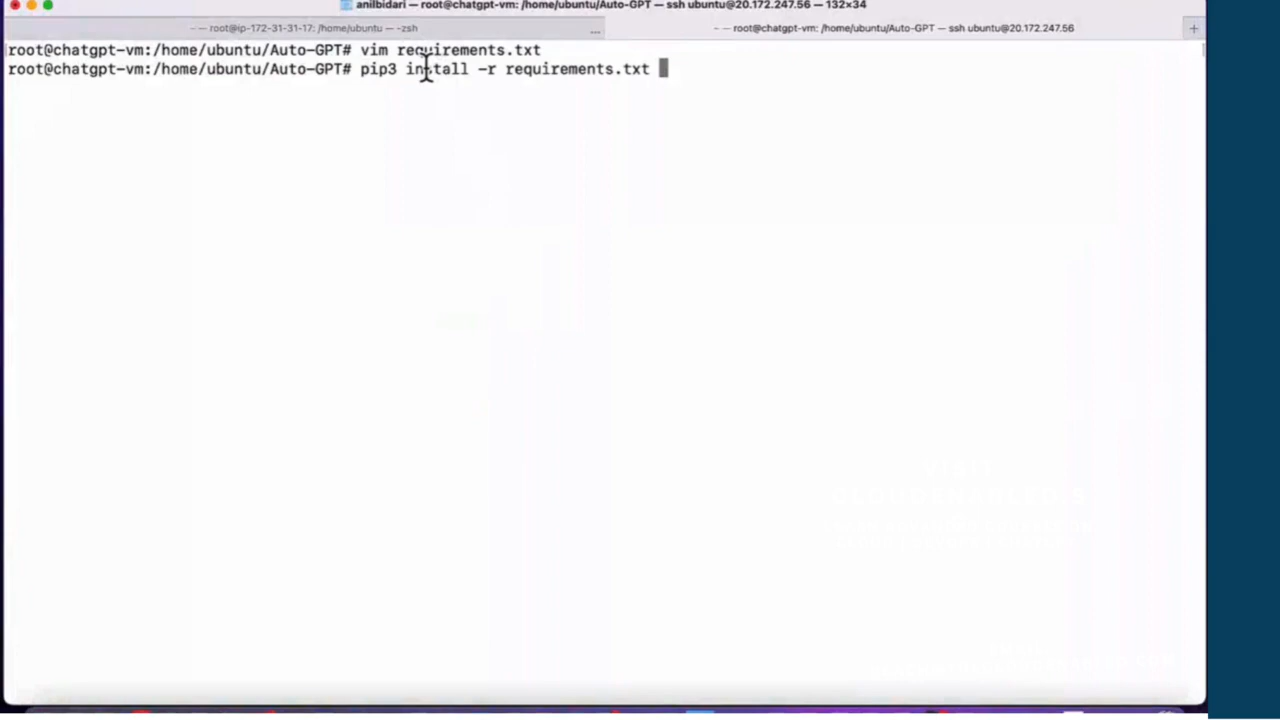 anilbidari — root@chatgpt-vm: /home/ubuntu/Auto-GPT — ssh ubuntu@20.172.247.56 — 132×34
— root@ip-172-31-31-17: /home/ubuntu — -zsh ...
— root@chatgpt-vm: /home/ubuntu/Auto-GPT — ssh ubuntu@20.172.247.56 +
root@chatgpt-vm:/home/ubuntu/Auto-GPT# vim requirements.txt
root@chatgpt-vm:/home/ubuntu/Auto-GPT# pip3 install -r requirements.txt